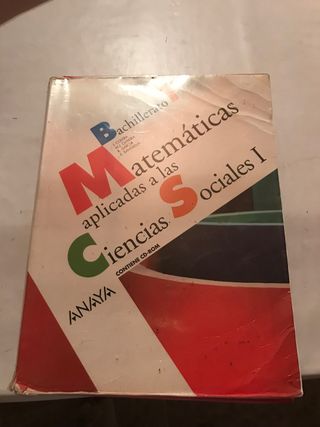 Bachillerato
Matemáticas
aplicadas a las
Ciencias Sociales I
CONTIENE CD-ROM
ANAYA